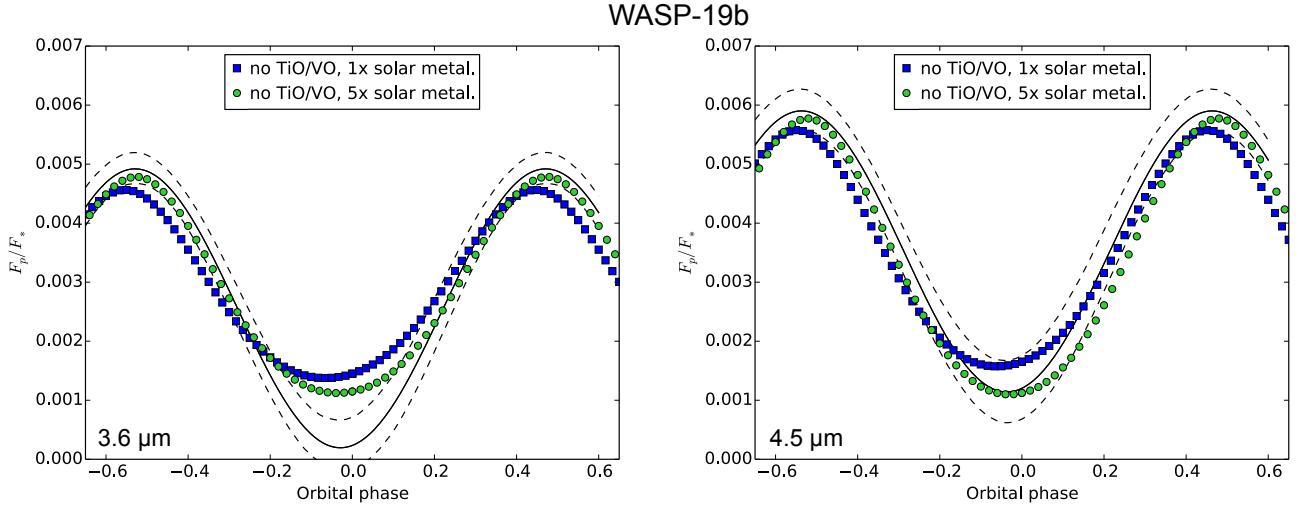 WASP-19b
0.007
0.006
0.005
0.004
0.003
0.002
0.001
0.000
F_p/F_*
no TiO/VO, 1x solar metal.
no TiO/VO, 5x solar metal.
3.6 µm
−0.6 −0.4 −0.2 0.0 0.2 0.4 0.6
Orbital phase
0.007
0.006
0.005
0.004
0.003
0.002
0.001
0.000
F_p/F_*
no TiO/VO, 1x solar metal.
no TiO/VO, 5x solar metal.
4.5 µm
−0.6 −0.4 −0.2 0.0 0.2 0.4 0.6
Orbital phase